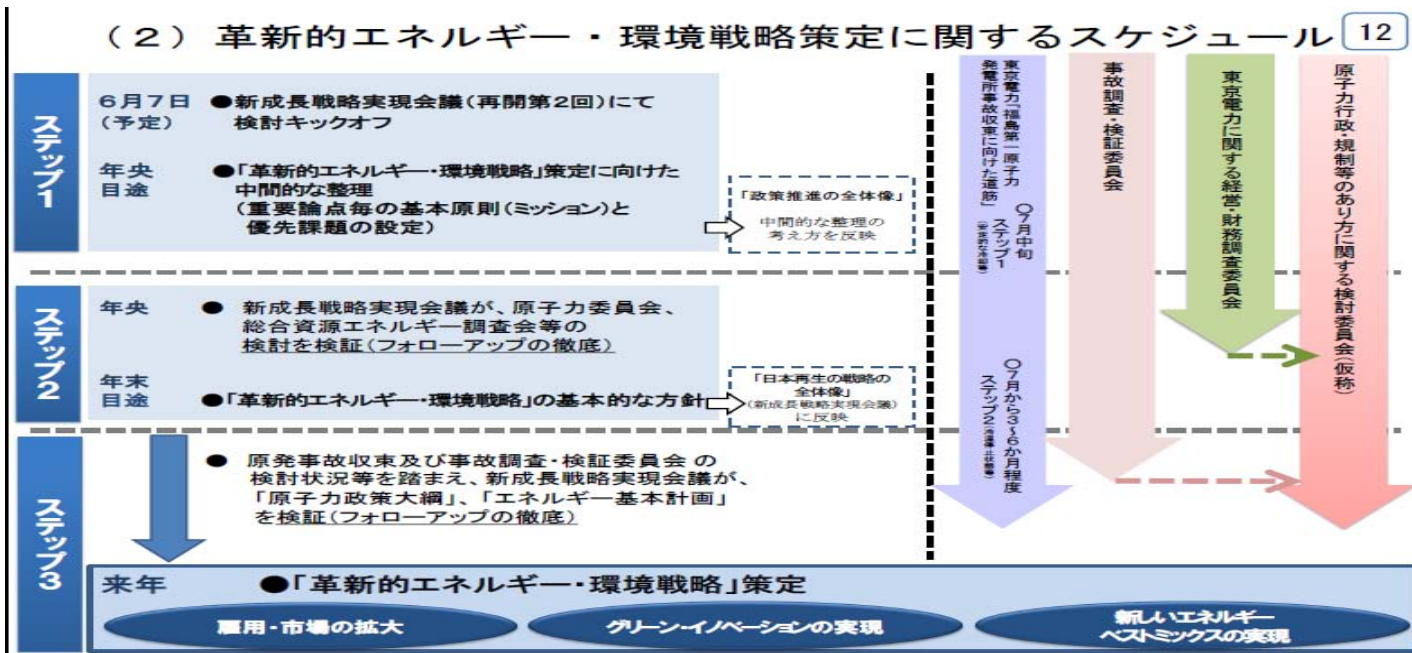 （２）革新的エネルギー・環境戦略策定に関するスケジュール
12
ステップ1
6月7日
（予定）
●新成長戦略実現会議（再開第2回）にて
検討キックオフ
年央
目途
●「革新的エネルギー・環境戦略」策定に向けた
中間的な整理
（重要論点毎の基本原則（ミッション）と
優先課題の設定）
「政策推進の全体像」
中間的な整理の
考え方を反映
ステップ2
年央
● 新成長戦略実現会議が、原子力委員会、
総合資源エネルギー調査会等の
検討を検証（フォローアップの徹底）
年末
目途
●「革新的エネルギー・環境戦略」の基本的な方針
「日本再生の戦略の
全体像」
（新成長戦略実現会議）
に反映
ステップ3
● 原発事故収束及び事故調査・検証委員会 の
検討状況等を踏まえ、新成長戦略実現会議が、
「原子力政策大綱」、「エネルギー基本計画」
を検証（フォローアップの徹底）
来年
●「革新的エネルギー・環境戦略」策定
雇用・市場の拡大
グリーン・イノベーションの実現
新しいエネルギー
ベストミックスの実現
東京電力「福島第一原子力
発電所事故収束に向けた道筋」
○7月中旬
ステップ1
（安定的な冷却等）
○7月から3～6か月程度
ステップ2
事故調査・検証委員会
東京電力に関する経営・財務調査委員会
原子力行政・規制等のあり方に関する検討委員会（仮称）